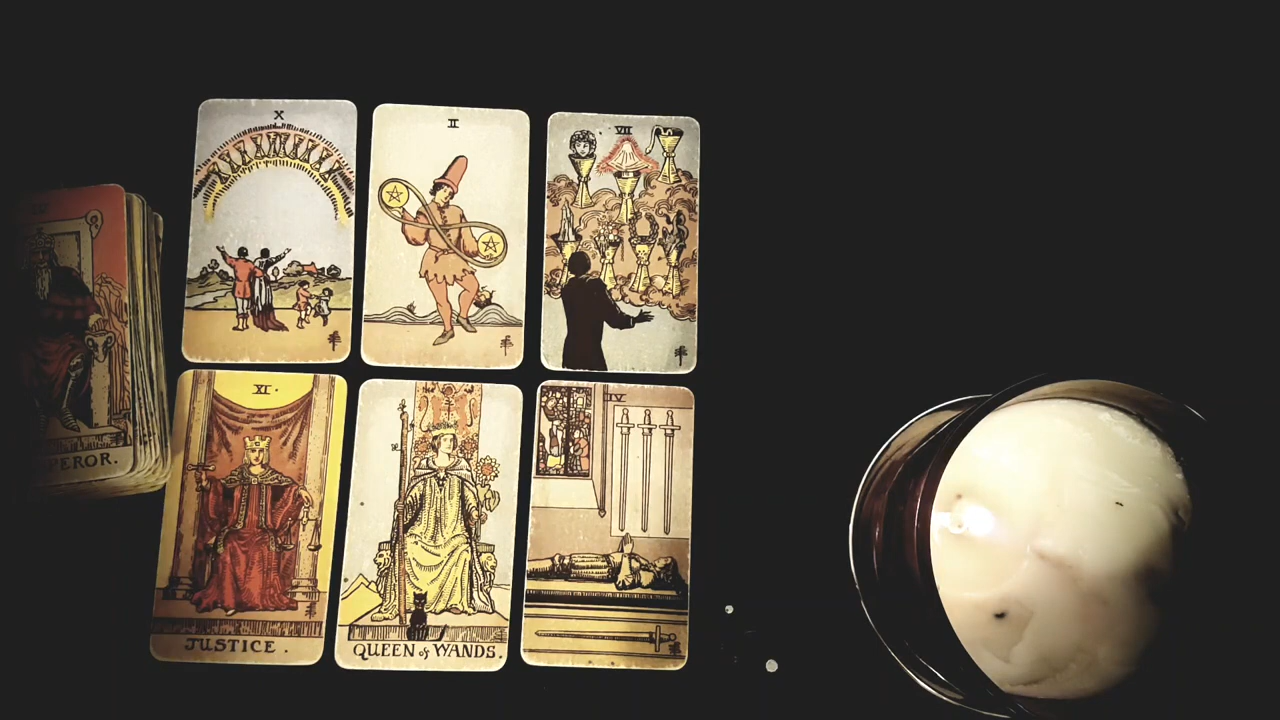 X
II
VII
PEROR.
XI.
JUSTICE.
QUEEN of WANDS.
IV